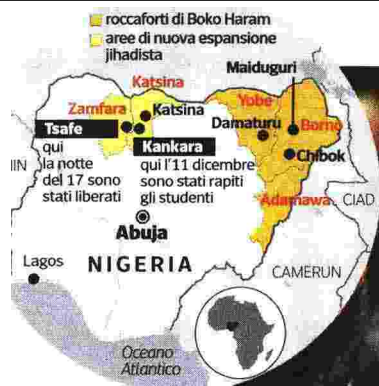 roccaforti di Boko Haram
aree di nuova espansione
jihadista
Maiduguri
Katsina
Zamfara
Katsina
Yobe
Damaturu
Borno
Tsafe
qui
la notte
del 17 sono
stati liberati
Kankara
qui l'11 dicembre
sono stati rapiti
gli studenti
Chibok
Adamawa
CIAD
IN
Abuja
Lagos
NIGERIA
CAMERUN
Oceano
Atlantico